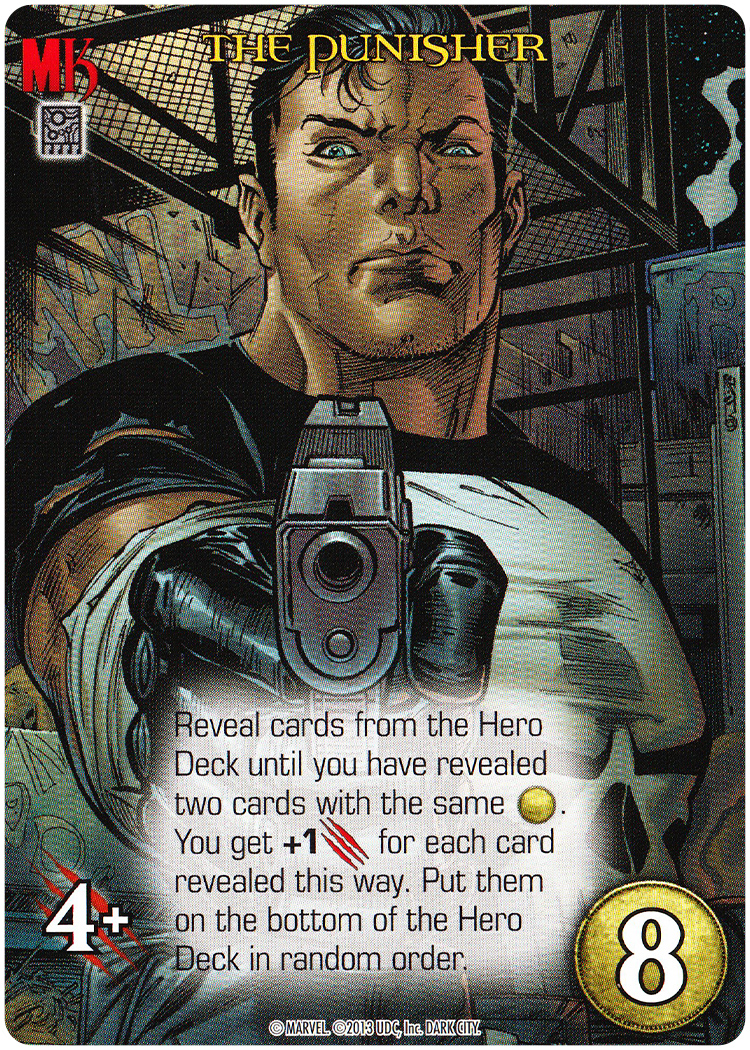 THE PUNISHER
MK
Reveal cards from the Hero
Deck until you have revealed
two cards with the same .
You get +1 for each card
revealed this way. Put them
on the bottom of the Hero
Deck in random order.
4+
8
© MARVEL. ©2013 UDC, Inc. DARK CITY.